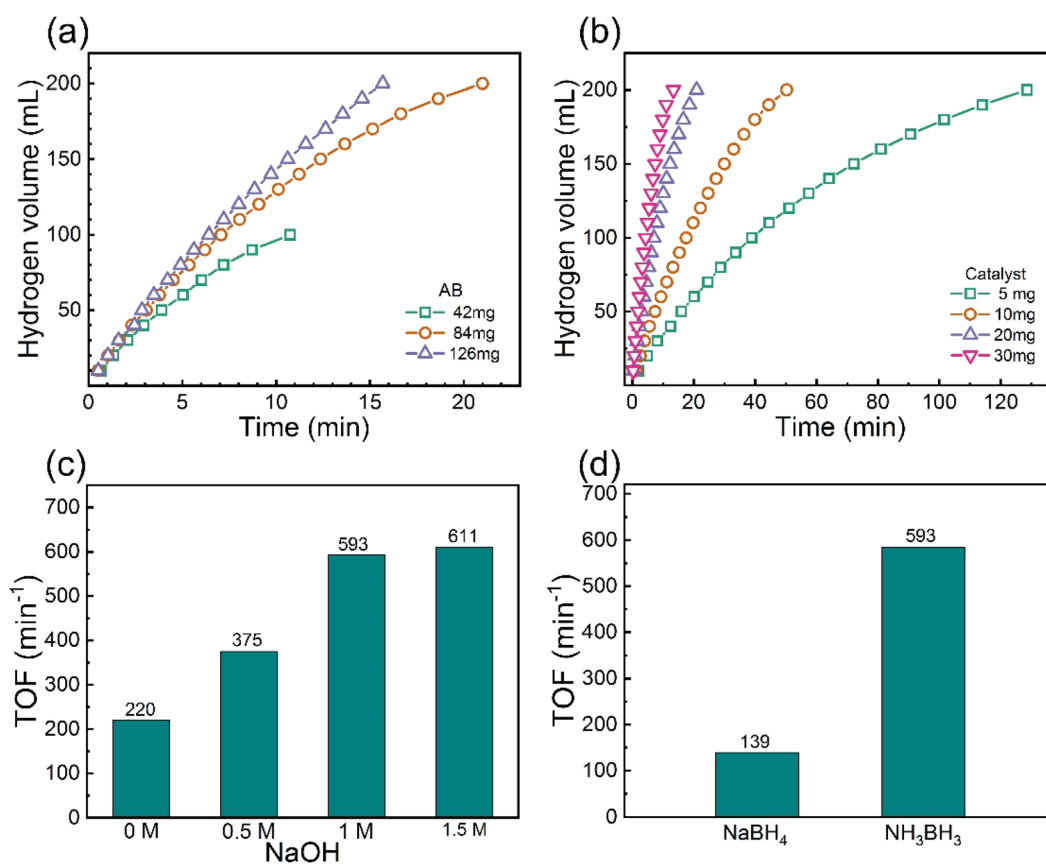 (a)
Hydrogen volume (mL)
200
150
100
50
0
5
10
15
20
Time (min)
AB
42mg
84mg
126mg
(b)
Hydrogen volume (mL)
200
150
100
50
0
20
40
60
80
100
120
Time (min)
Catalyst
5 mg
10mg
20mg
30mg
(c)
TOF (min⁻¹)
700
600
500
400
300
200
100
0
220
375
593
611
0 M
0.5 M
1 M
1.5 M
NaOH
(d)
TOF (min⁻¹)
700
600
500
400
300
200
100
0
139
593
NaBH₄
NH₃BH₃